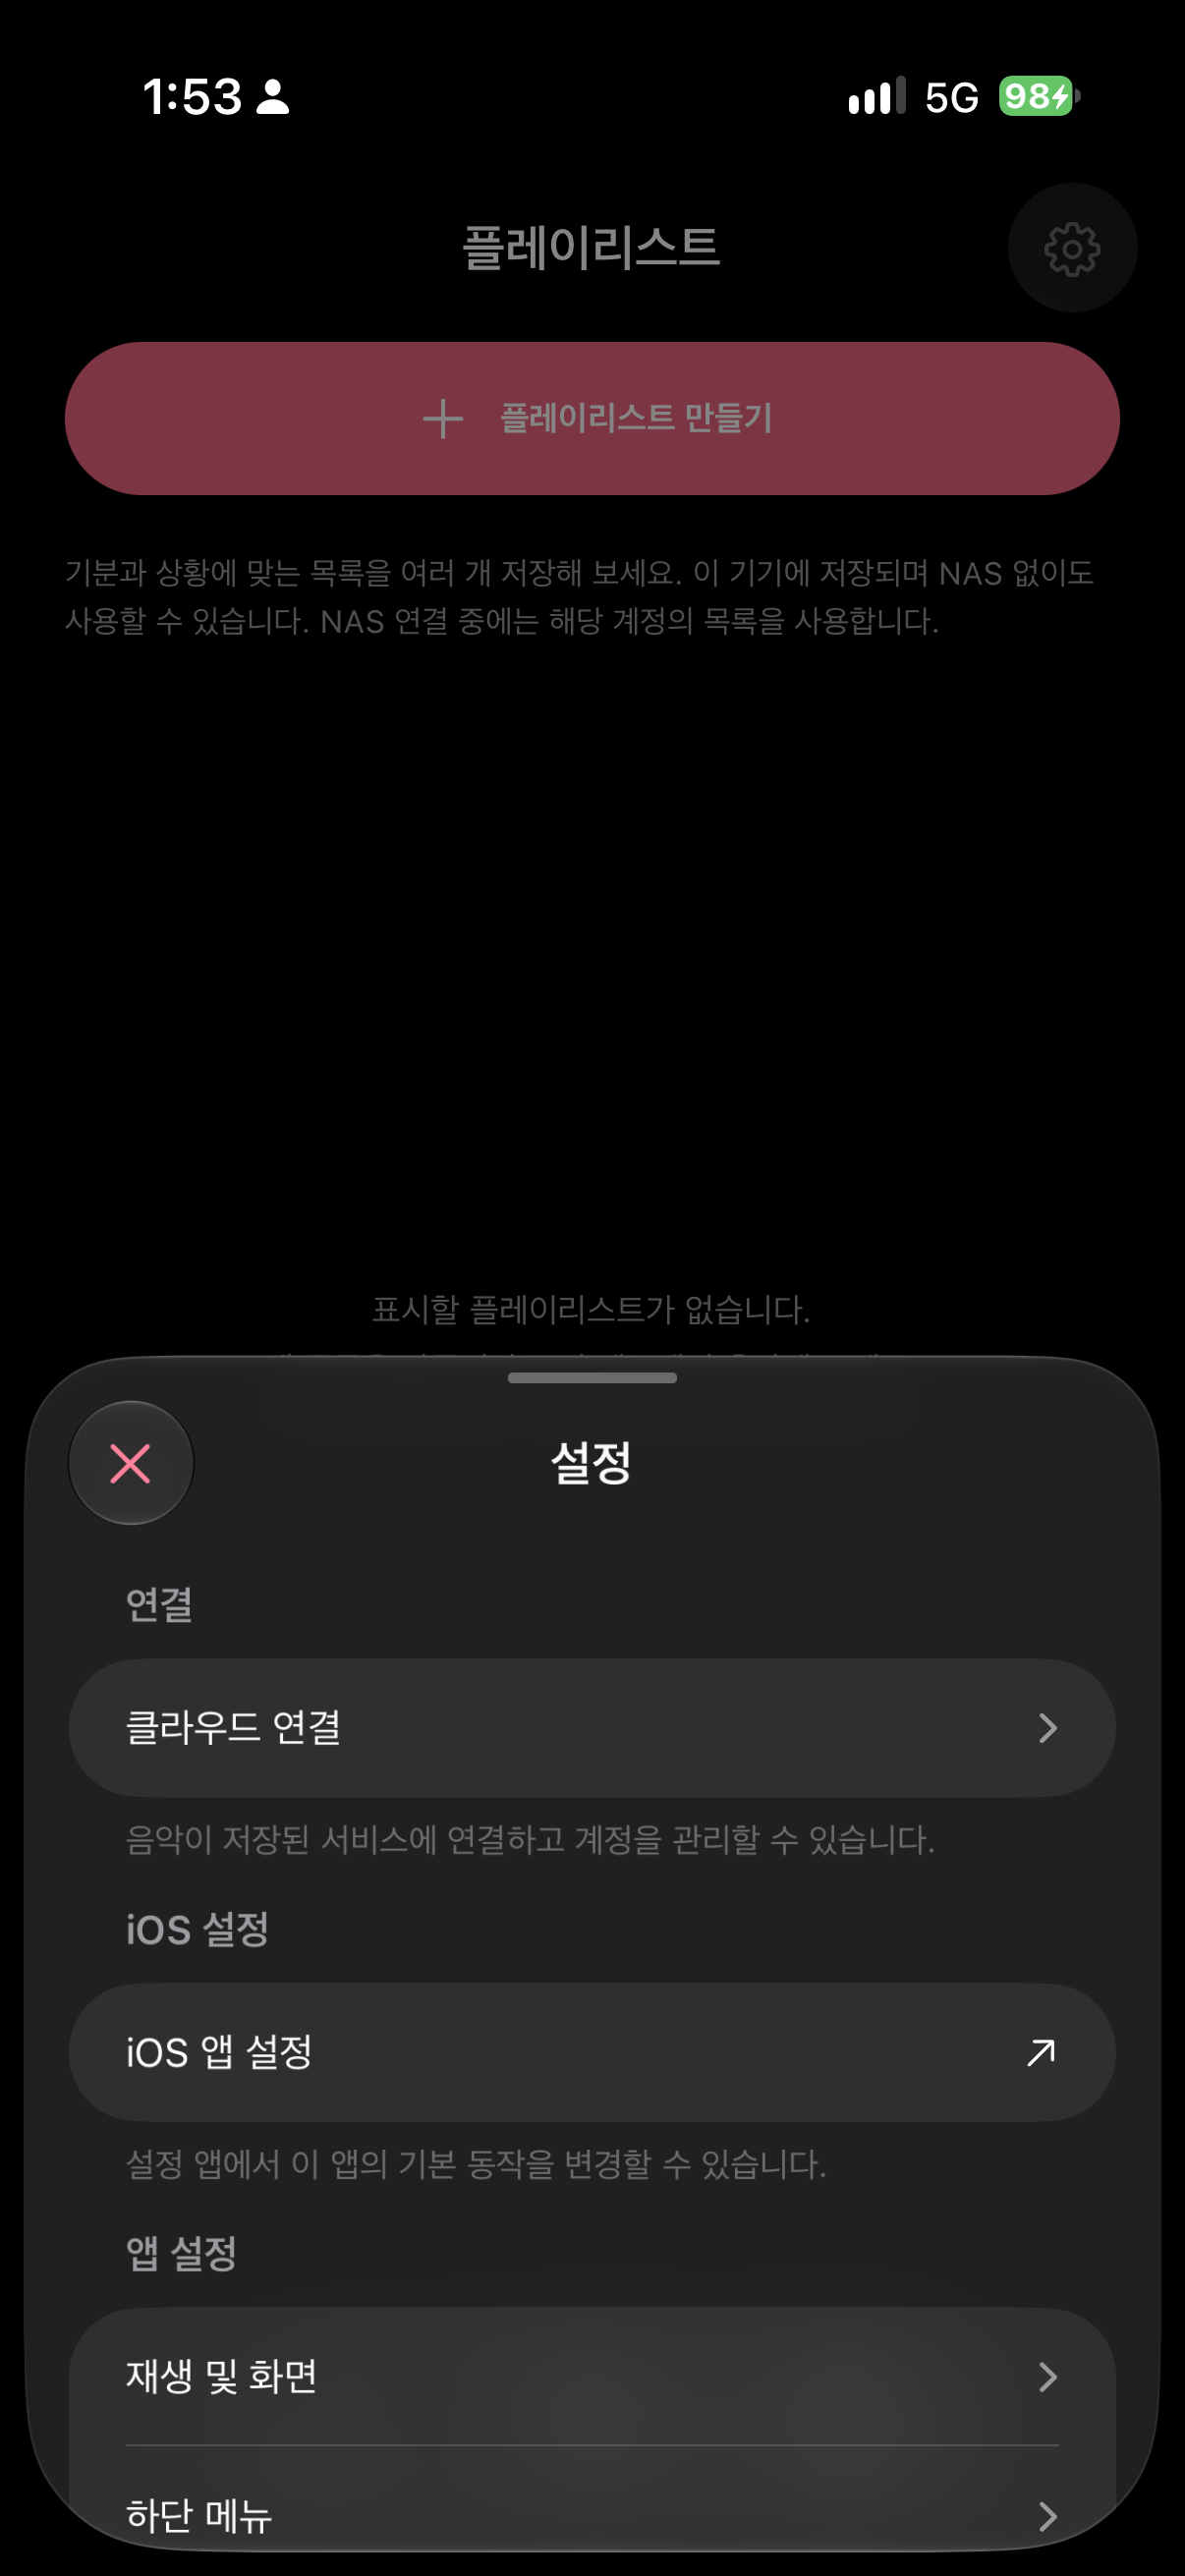 1:53
5G
98
플레이리스트
플레이리스트 만들기
기분과 상황에 맞는 목록을 여러 개 저장해 보세요. 이 기기에 저장되며 NAS 없이도
사용할 수 있습니다. NAS 연결 중에는 해당 계정의 목록을 사용합니다.
표시할 플레이리스트가 없습니다.
설정
연결
클라우드 연결
音악이 저장된 서비스에 연결하고 계정을 관리할 수 있습니다.
iOS 설정
iOS 앱 설정
설정 앱에서 이 앱의 기본 동작을 변경할 수 있습니다.
앱 설정
재생 및 화면
하단 메뉴